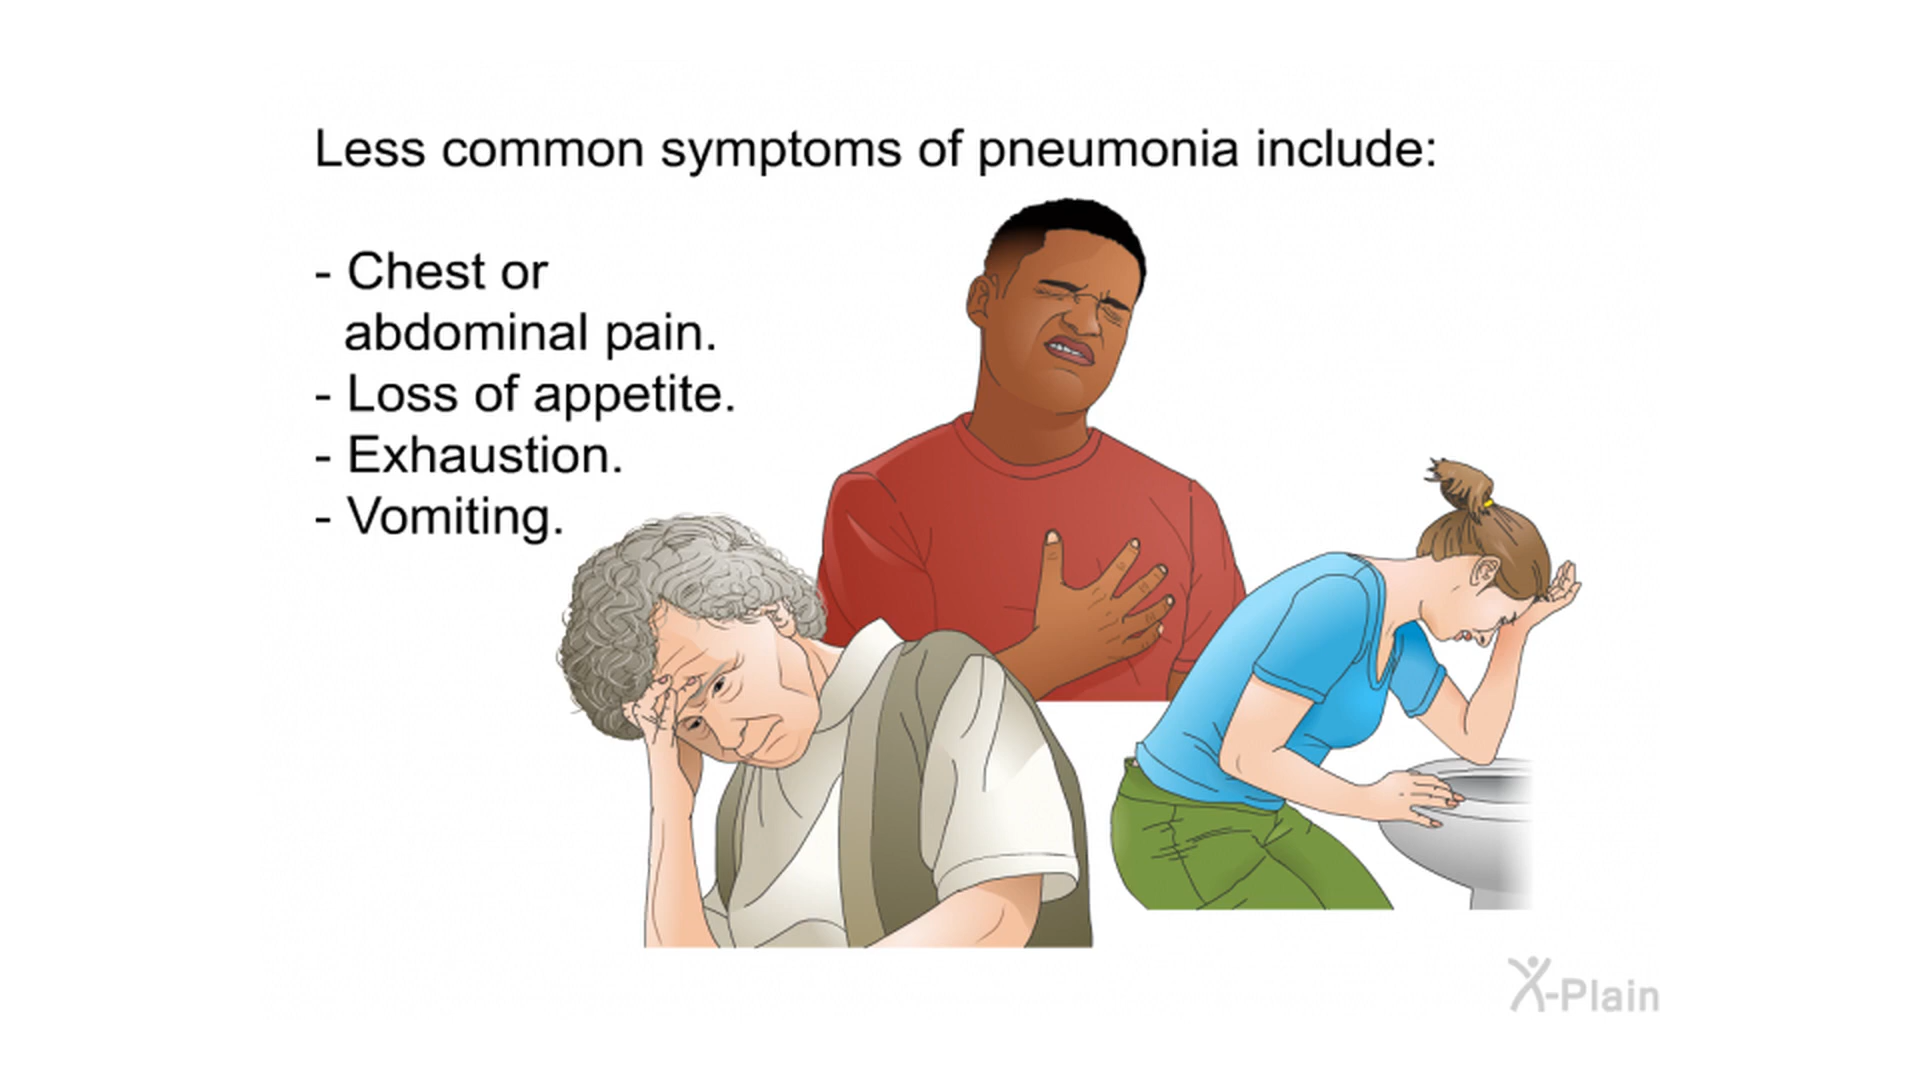 Less common symptoms of pneumonia include:
- Chest or
abdominal pain.
- Loss of appetite.
- Exhaustion.
- Vomiting.
X-Plain